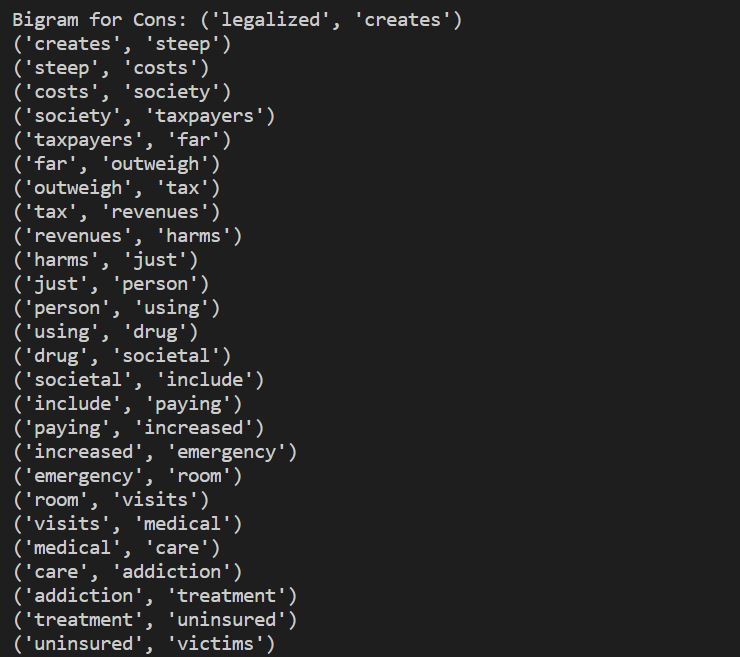 Bigram for Cons: ('legalized', 'creates')
('creates', 'steep')
('steep', 'costs')
('costs', 'society')
('society', 'taxpayers')
('taxpayers', 'far')
('far', 'outweigh')
('outweigh', 'tax')
('tax', 'revenues')
('revenues', 'harms')
('harms', 'just')
('just', 'person')
('person', 'using')
('using', 'drug')
('drug', 'societal')
('societal', 'include')
('include', 'paying')
('paying', 'increased')
('increased', 'emergency')
('emergency', 'room')
('room', 'visits')
('visits', 'medical')
('medical', 'care')
('care', 'addiction')
('addiction', 'treatment')
('treatment', 'uninsured')
('uninsured', 'victims')